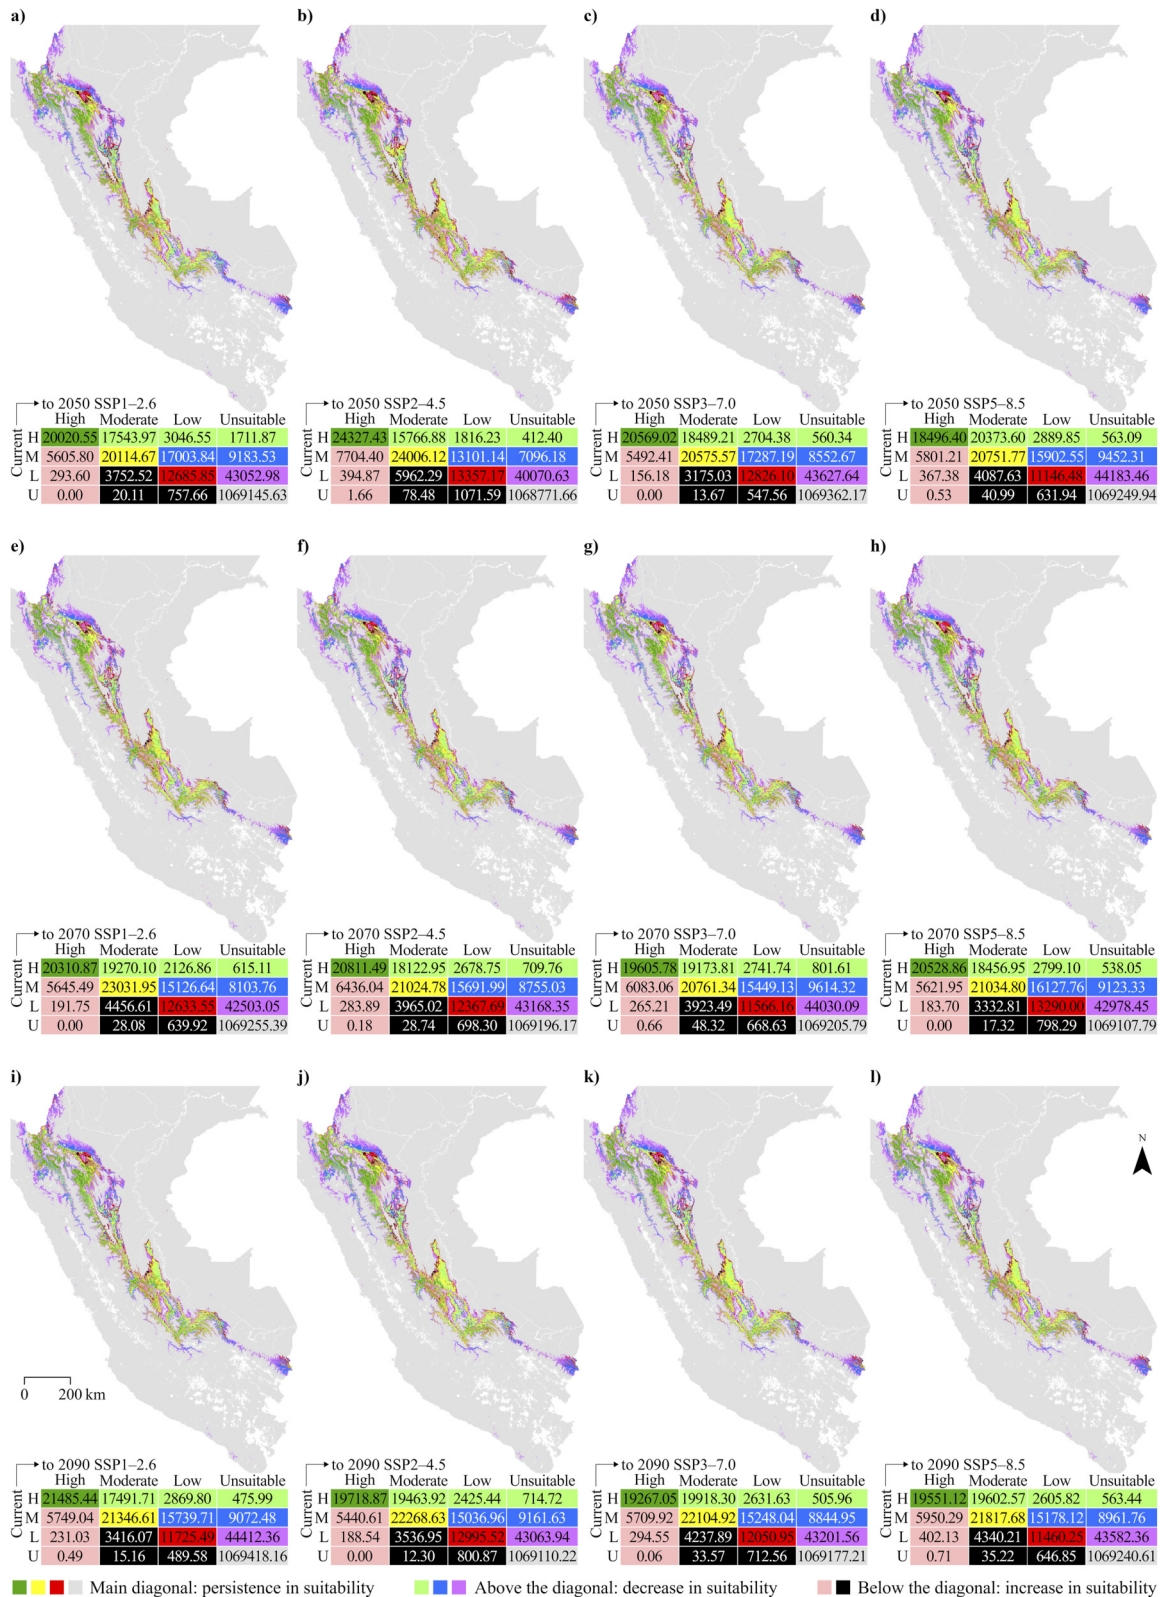 a) b) c) d)
to 2050 SSP1–2.6 to 2050 SSP2–4.5 to 2050 SSP3–7.0 to 2050 SSP5–8.5
High Moderate Low Unsuitable High Moderate Low Unsuitable High Moderate Low Unsuitable High Moderate Low Unsuitable
Current Current Current Current
H 20020.55 17543.97 3046.55 1711.87 H 24327.43 15766.88 1816.23 412.40 H 20569.02 18489.21 2704.38 560.34 H 18496.40 20373.60 2889.85 563.09
M 5605.80 20114.67 17003.84 9183.53 M 7704.40 24006.12 13101.14 7096.18 M 5492.41 20575.57 17287.19 8552.67 M 5801.21 20751.77 15902.55 9452.31
L 293.60 3752.52 12685.85 43052.98 L 394.87 5962.29 13357.17 40070.63 L 156.18 3175.03 12826.10 43627.64 L 367.38 4087.63 11146.48 44183.46
U 0.00 20.11 757.66 1069145.63 U 1.66 78.48 1071.59 1068771.66 U 0.00 13.67 547.56 1069362.17 U 0.53 40.99 631.94 1069249.94
e) f) g) h)
to 2070 SSP1–2.6 to 2070 SSP2–4.5 to 2070 SSP3–7.0 to 2070 SSP5–8.5
High Moderate Low Unsuitable High Moderate Low Unsuitable High Moderate Low Unsuitable High Moderate Low Unsuitable
Current Current Current Current
H 20310.87 19270.10 2126.86 615.11 H 20811.49 18122.95 2678.75 709.76 H 19605.78 19173.81 2741.74 801.61 H 20528.86 18456.95 2799.10 538.05
M 5645.49 23031.95 15126.64 8103.76 M 6436.04 21024.78 15691.99 8755.03 M 6083.06 20761.34 15449.13 9614.32 M 5621.95 21034.80 16127.76 9123.33
L 191.75 4456.61 12633.55 42503.05 L 283.89 3965.02 12367.69 43168.35 L 265.21 3923.49 11566.16 44030.09 L 183.70 3332.81 13290.00 42978.45
U 0.00 28.08 639.92 1069255.39 U 0.18 28.74 698.30 1069196.17 U 0.66 48.32 668.63 1069205.79 U 0.00 17.32 798.29 1069107.79
i) j) k) l)
N
0 200 km
to 2090 SSP1–2.6 to 2090 SSP2–4.5 to 2090 SSP3–7.0 to 2090 SSP5–8.5
High Moderate Low Unsuitable High Moderate Low Unsuitable High Moderate Low Unsuitable High Moderate Low Unsuitable
Current Current Current Current
H 21485.44 17491.71 2869.80 475.99 H 19718.87 19463.92 2425.44 714.72 H 19267.05 19918.30 2631.63 505.96 H 19551.12 19602.57 2605.82 563.44
M 5749.04 21346.61 15739.71 9072.48 M 5440.61 22268.63 15036.96 9161.63 M 5709.92 22104.92 15248.04 8844.95 M 5950.29 21817.68 15178.12 8961.76
L 231.03 3416.07 11725.49 44412.36 L 188.54 3536.95 12995.52 43063.94 L 294.55 4237.89 12050.95 43201.56 L 402.13 4340.21 11460.25 43582.36
U 0.49 15.16 489.58 1069418.16 U 0.00 12.30 800.87 1069110.22 U 0.06 33.57 712.56 1069177.21 U 0.71 35.22 646.85 1069240.61
Main diagonal: persistence in suitability Above the diagonal: decrease in suitability Below the diagonal: increase in suitability